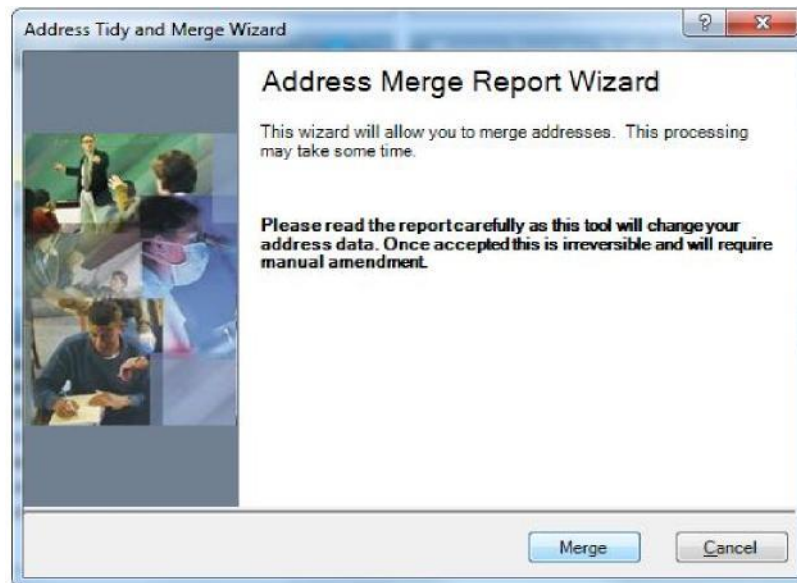 Address Tidy and Merge Wizard
Address Merge Report Wizard
This wizard will allow you to merge addresses. This processing
may take some time.
Please read the report carefully as this tool will change your
address data. Once accepted this is irreversible and will require
manual amendment.
Merge
Cancel